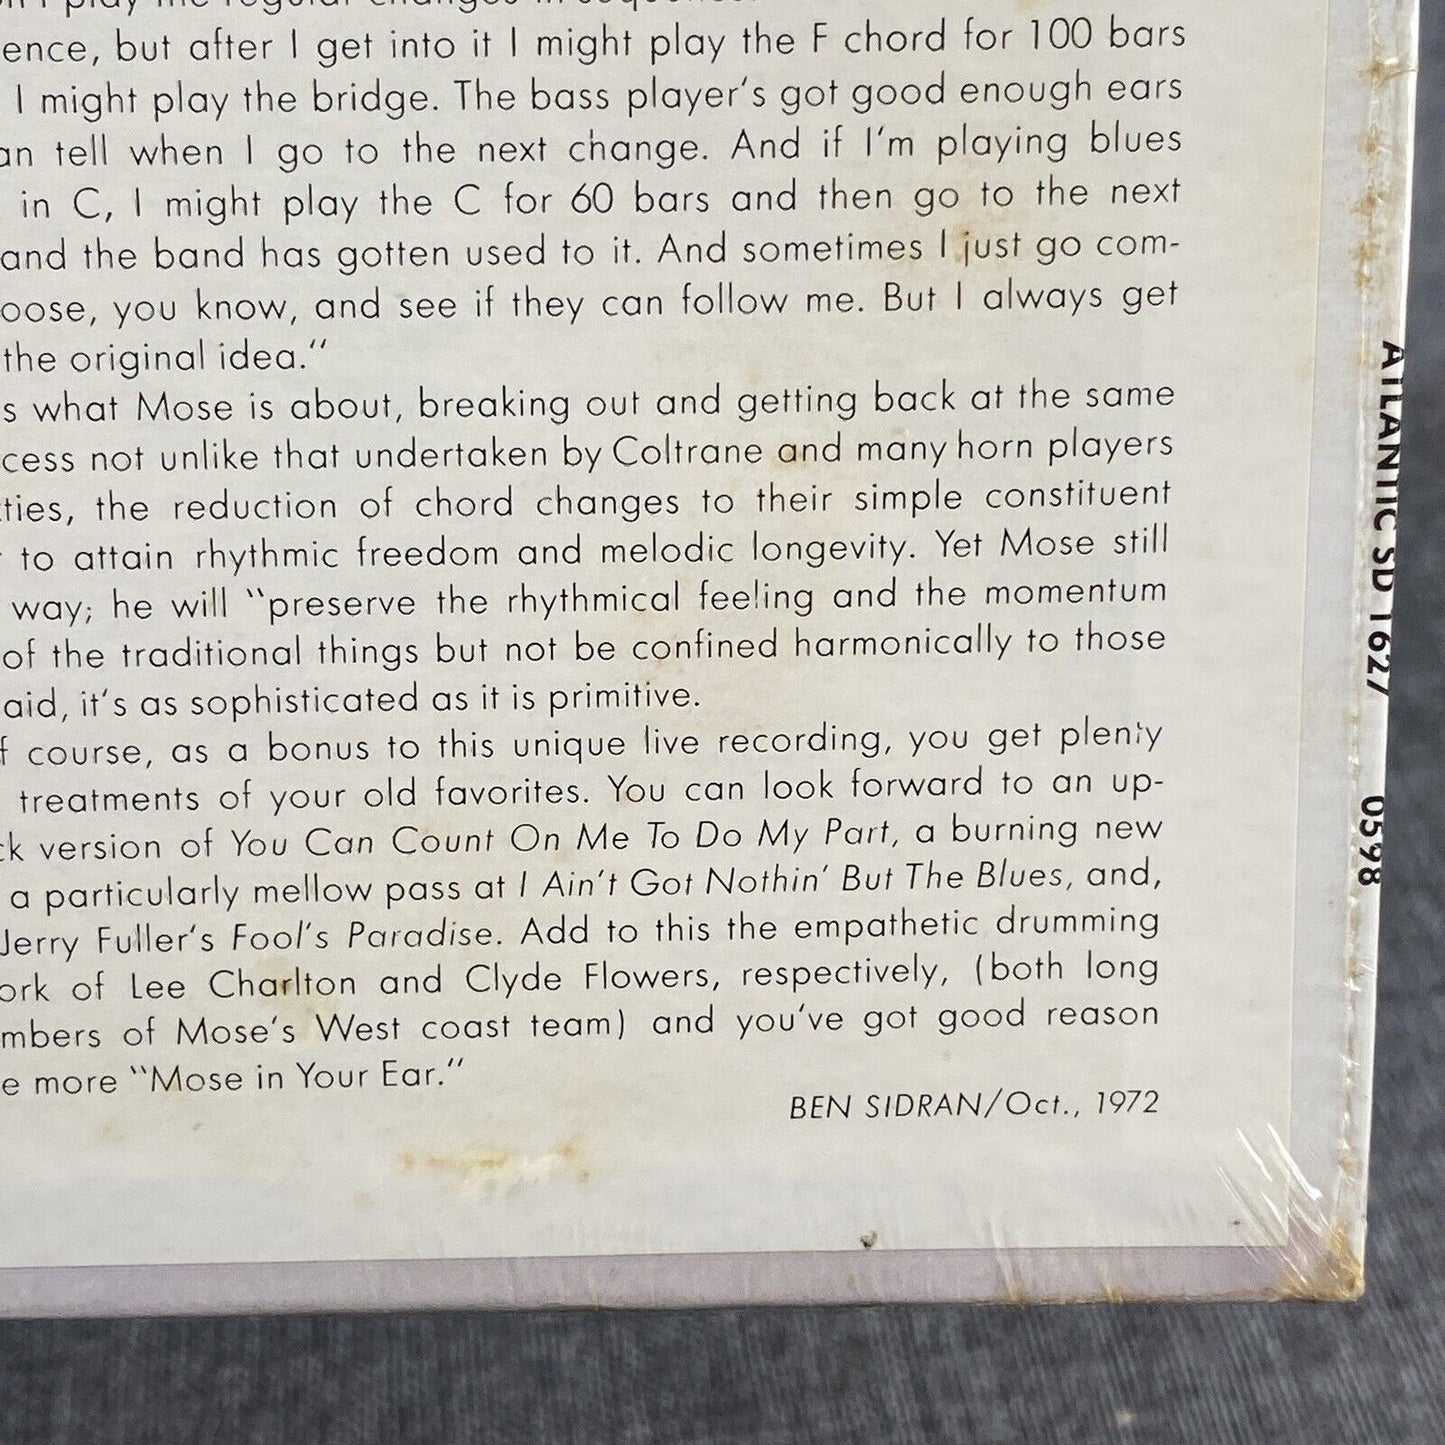 I play the regular changes in sequence.
ence, but after I get into it I might play the F chord for 100 bars
I might play the bridge. The bass player's got good enough ears
an tell when I go to the next change. And if I'm playing blues
in C, I might play the C for 60 bars and then go to the next
and the band has gotten used to it. And sometimes I just go com-
oose, you know, and see if they can follow me. But I always get
the original idea."
s what Mose is about, breaking out and getting back at the same
cess not unlike that undertaken by Coltrane and many horn players
ties, the reduction of chord changes to their simple constituent
to attain rhythmic freedom and melodic longevity. Yet Mose still
way; he will "preserve the rhythmical feeling and the momentum
of the traditional things but not be confined harmonically to those
aid, it's as sophisticated as it is primitive.
f course, as a bonus to this unique live recording, you get plenty
treatments of your old favorites. You can look forward to an up-
ck version of You Can Count On Me To Do My Part, a burning new
a particularly mellow pass at I Ain't Got Nothin' But The Blues, and,
Jerry Fuller's Fool's Paradise. Add to this the empathetic drumming
ork of Lee Charlton and Clyde Flowers, respectively, (both long
mbers of Mose's West coast team) and you've got good reason
e more "Mose in Your Ear."
BEN SIDRAN/Oct., 1972
ATLANTIC SD 1627 0598